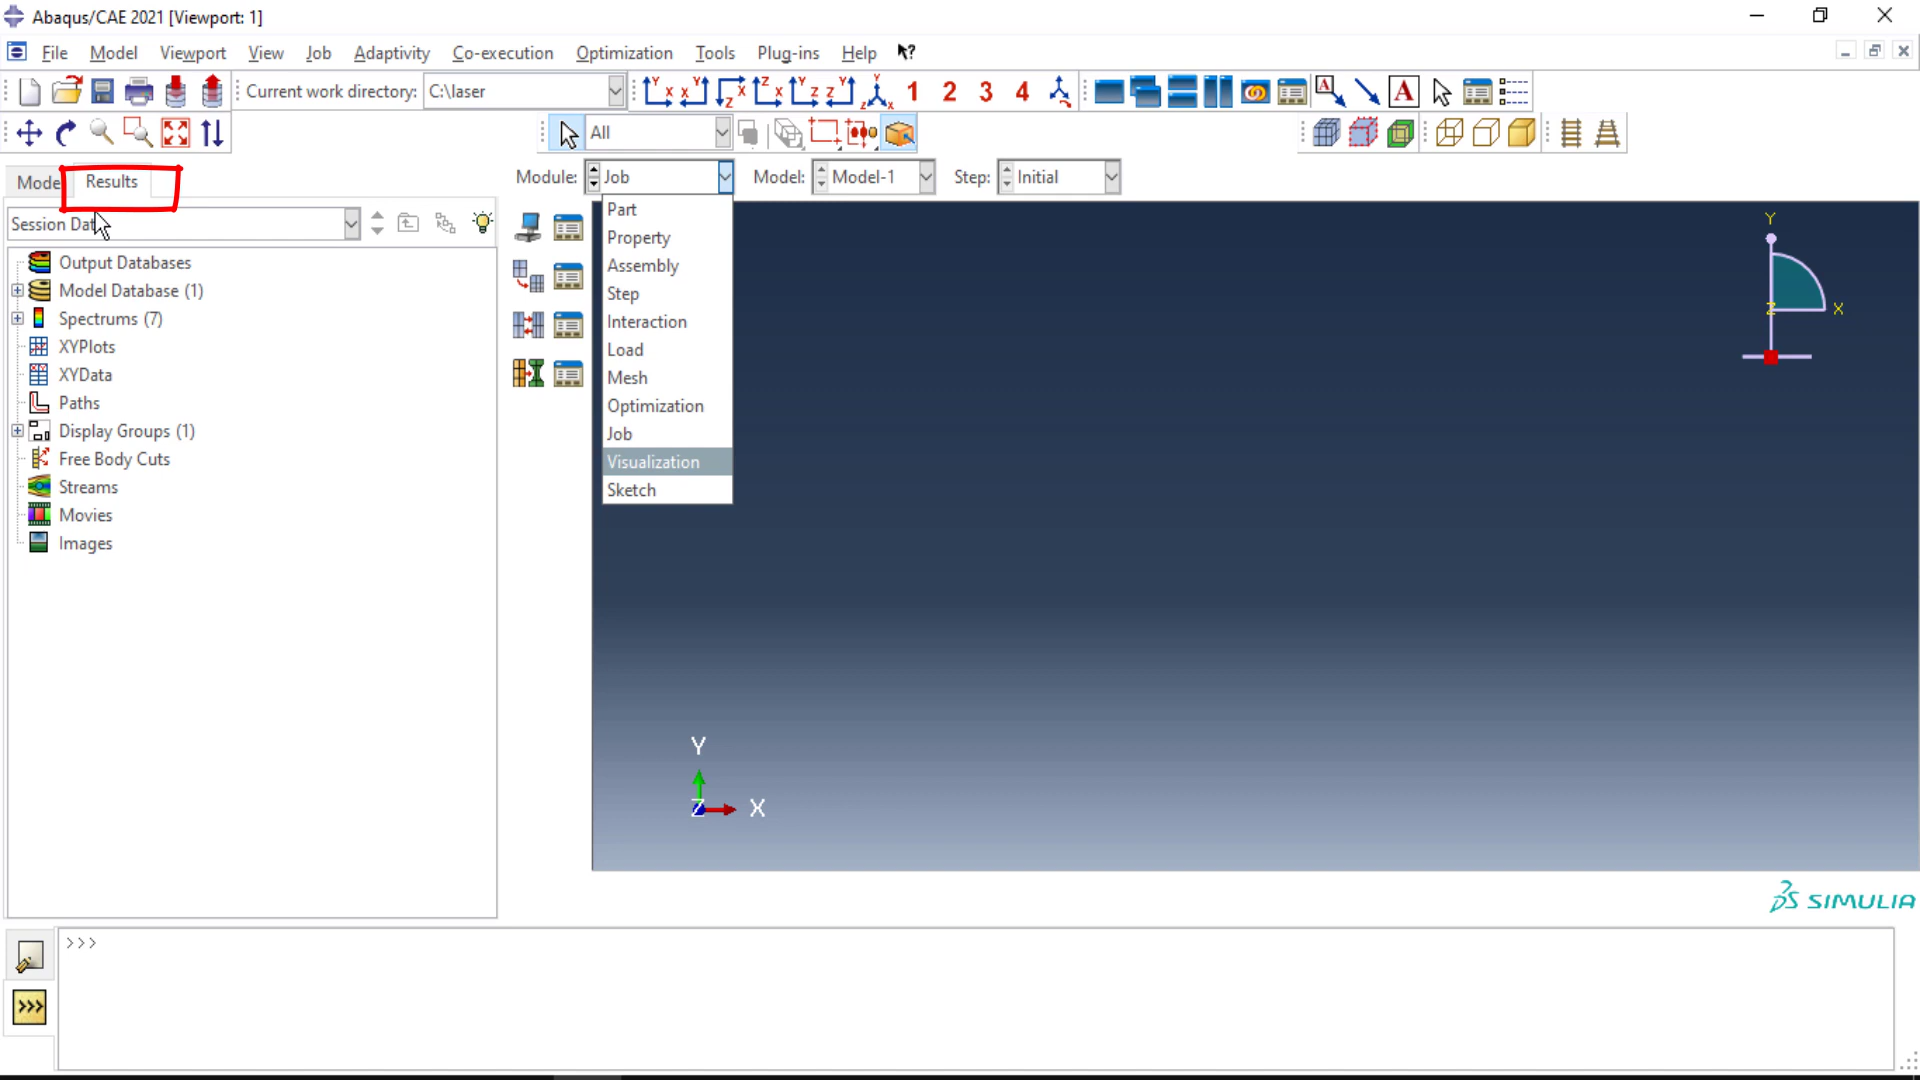 Abaqus/CAE 2021 [Viewport: 1]
File Model Viewport View Job Adaptivity Co-execution Optimization Tools Plug-ins Help ?
Current work directory: C:\laser
1 2 3 4
A
All
Mode Results
Module: Job Model: Model-1 Step: Initial
Session Dat
Output Databases
Model Database (1)
Spectrums (7)
XYPlots
XYData
Paths
Display Groups (1)
Free Body Cuts
Streams
Movies
Images
Part
Property
Assembly
Step
Interaction
Load
Mesh
Optimization
Job
Visualization
Sketch
Y
Z X
Y
Z X
SIMULIA
>>>
>>>